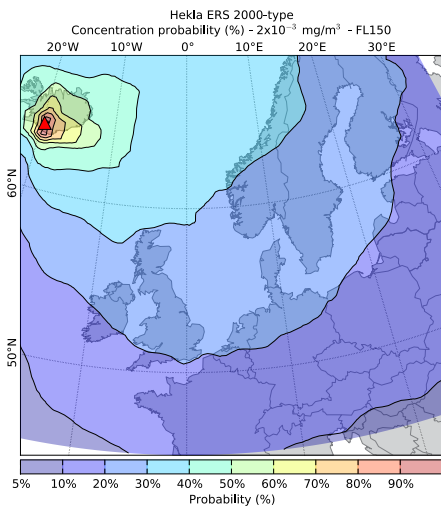 Hekla ERS 2000-type
Concentration probability (%) - 2x10⁻³ mg/m³ - FL150
20°W 10°W 0° 10°E 20°E 30°E
60°N
50°N
5% 10% 20% 30% 40% 50% 60% 70% 80% 90%
Probability (%)